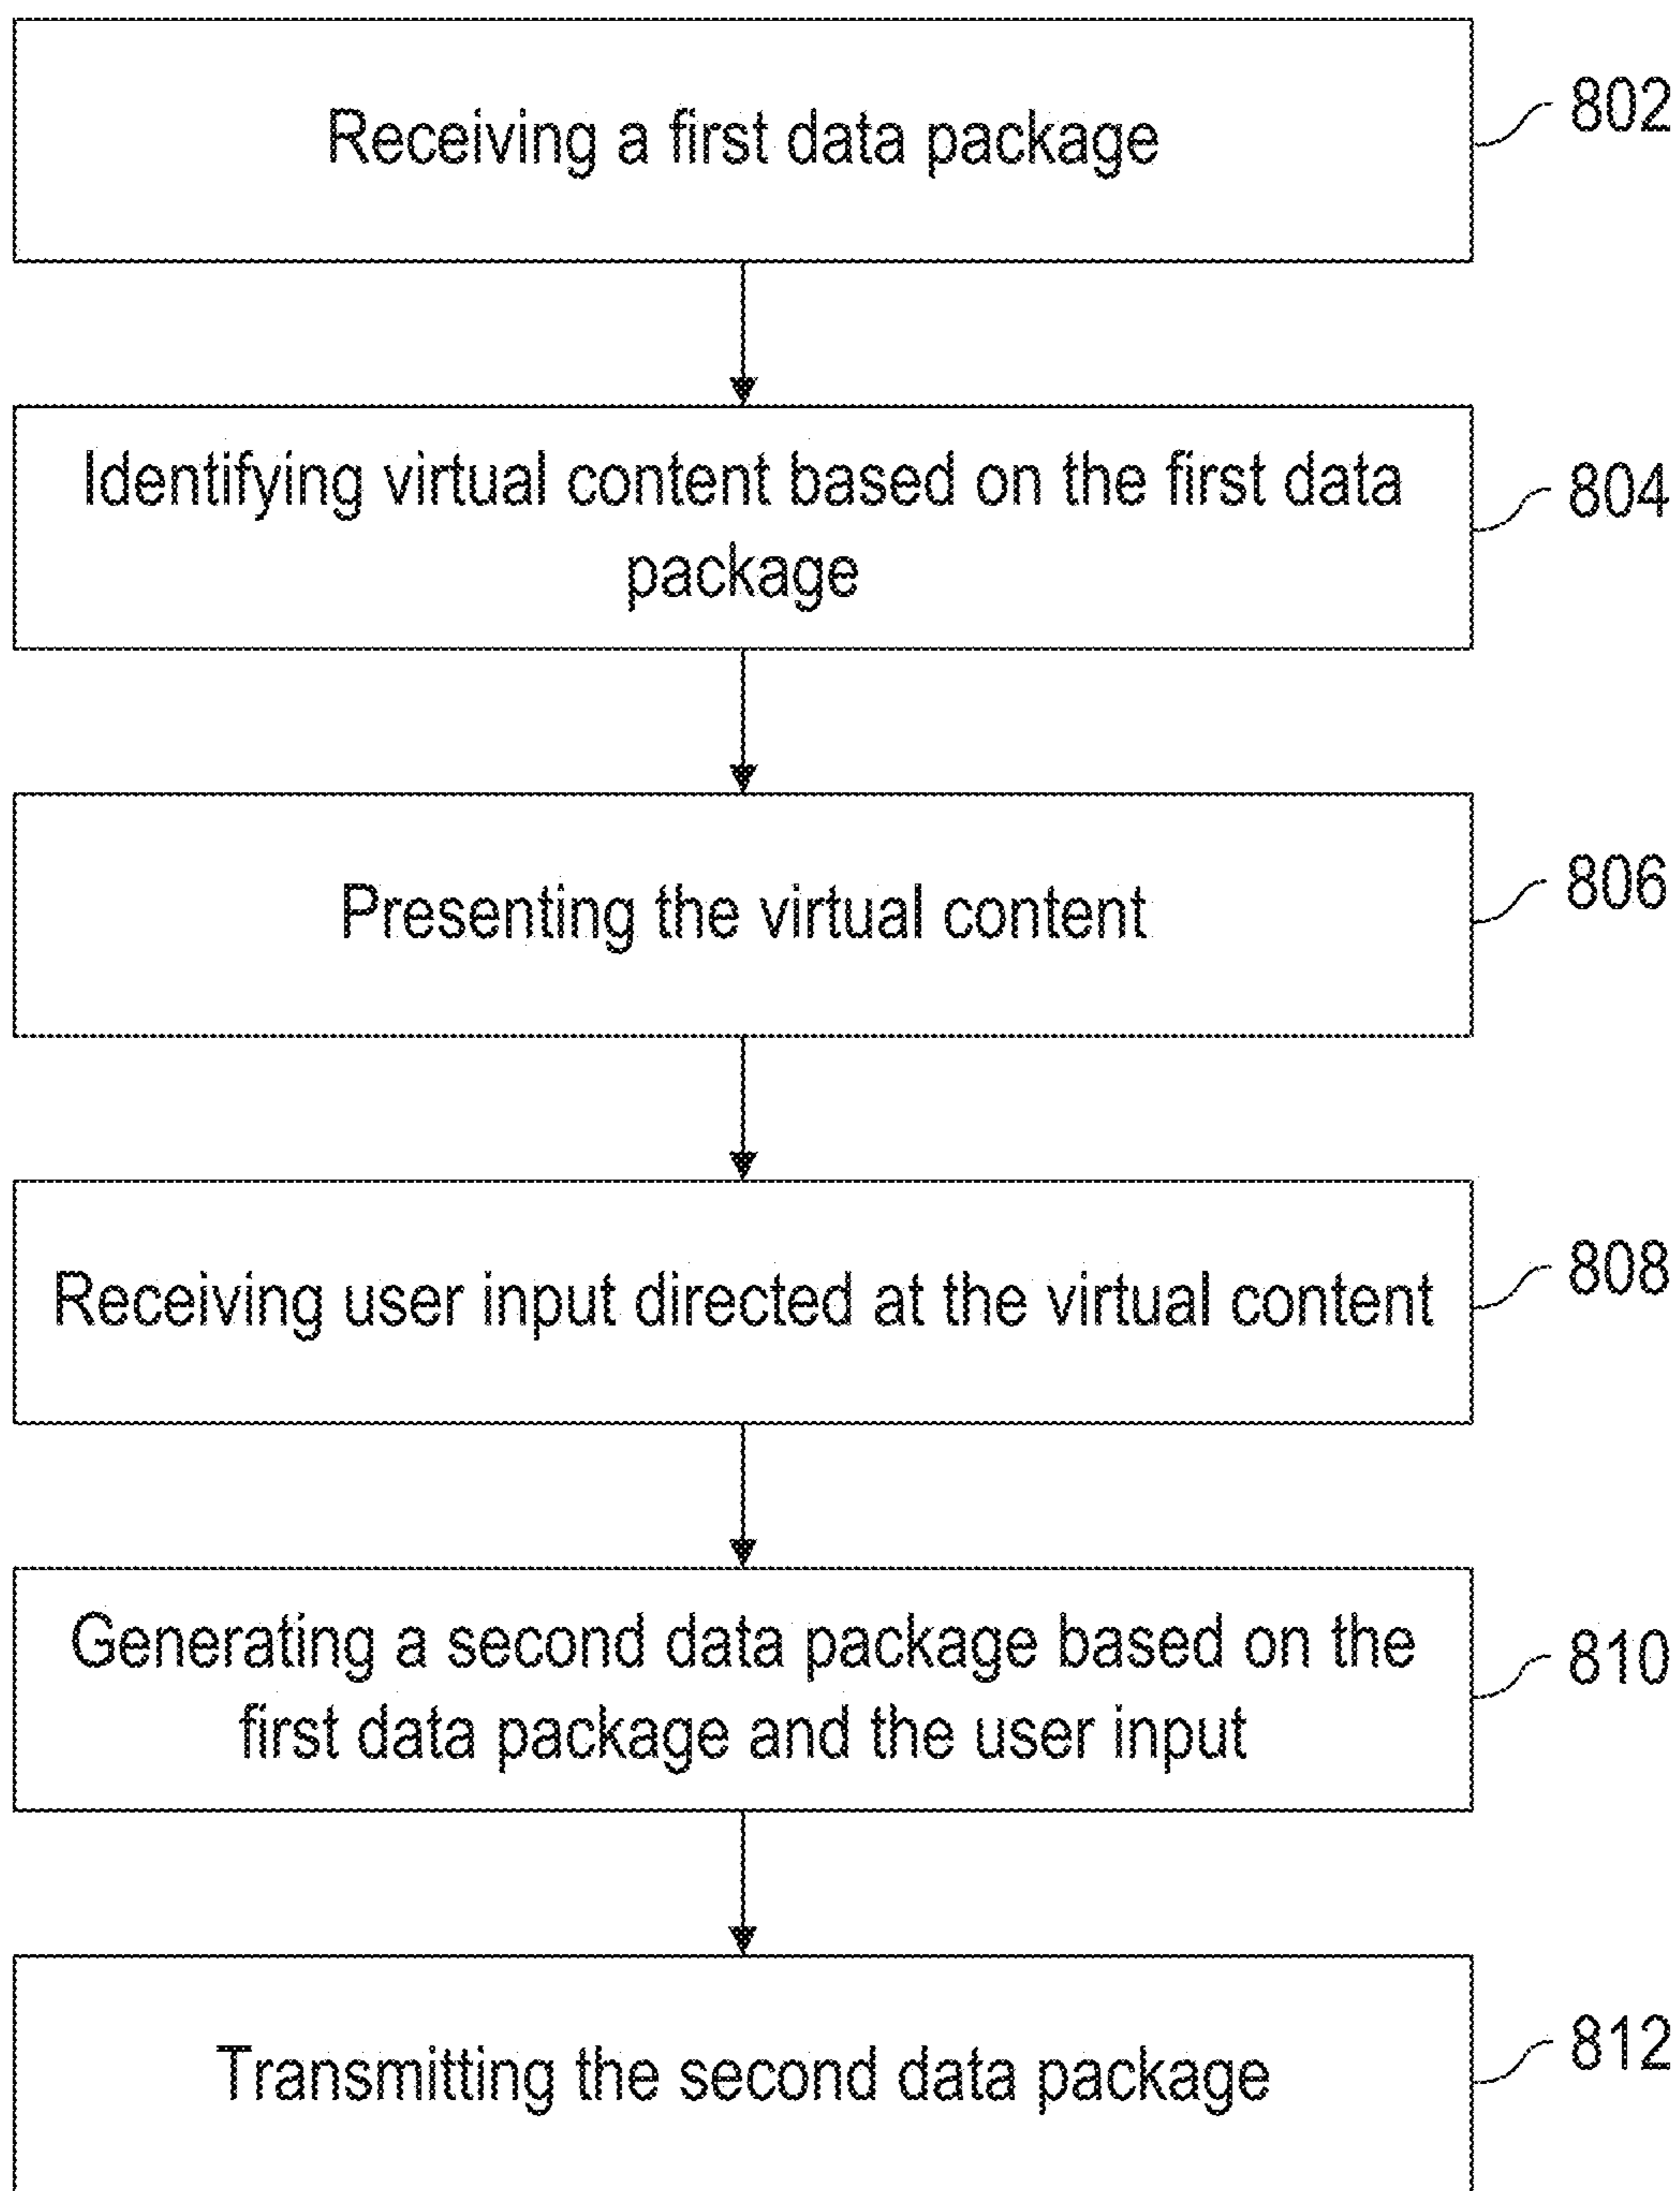 Receiving a first data package
802
Identifying virtual content based on the first data
package
804
Presenting the virtual content
806
Receiving user input directed at the virtual content
808
Generating a second data package based on the
first data package and the user input
810
Transmitting the second data package
812